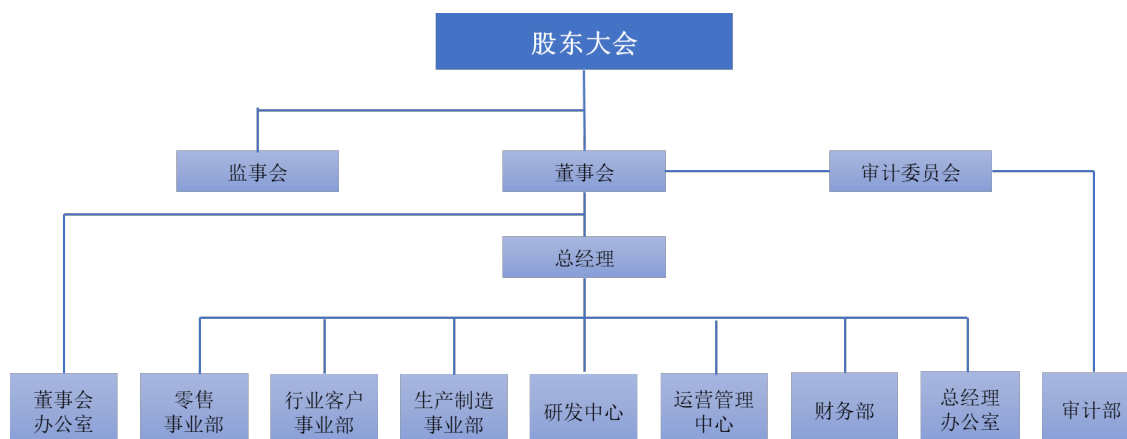 股东大会
监事会
董事会
审计委员会
总经理
董事会
办公室
零售
事业部
行业客户
事业部
生产制造
事业部
研发中心
运营管理
中心
财务部
总经理
办公室
审计部